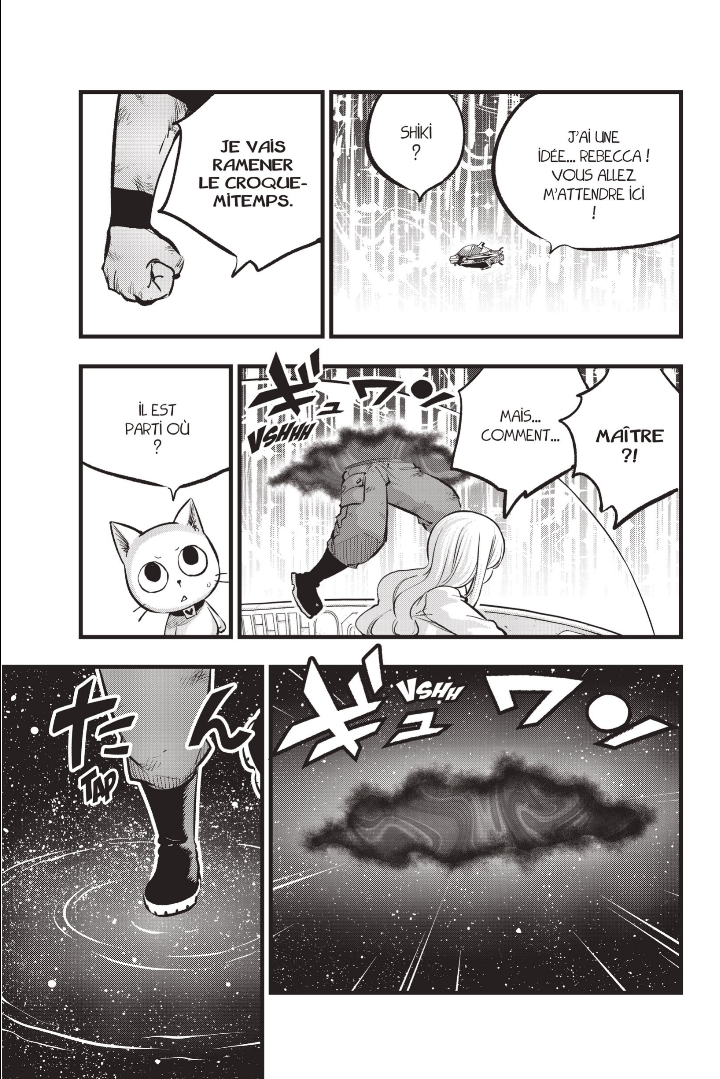 J'AI UNE
IDÉE... REBECCA !
VOUS ALLEZ
M'ATTENDRE ICI
!
SHIKI
?
JE VAIS
RAMENER
LE CROQUE-
MITEMPS.
MAÎTRE
?!
MAIS...
COMMENT...
ギュワン
VSHHH
IL EST
PARTI OÙ
?
ギュワン
VSHH
たん
TAP